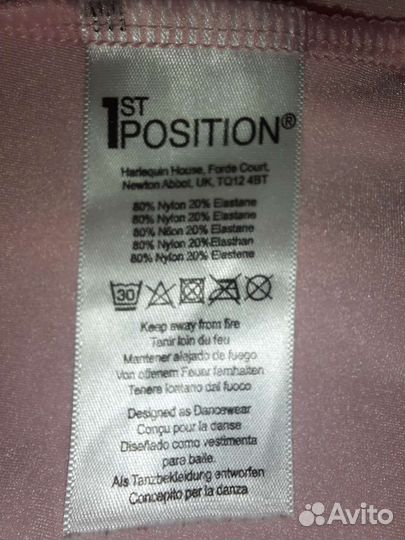 1ST
POSITION®
Harlequin House, Forde Court,
Newton Abbot, UK, TQ12 4BT
80% Nylon 20% Elastane
80% Nylon 20% Elastane
80% Nilon 20% Elastano
80% Nylon 20% Elasthan
80% Nylon 20% Elastene
30
Keep away from fire
Tenir loin du feu
Mantener alejado de fuego
Von offenem Feuer fernhalten
Tenere lontano dal fuoco
Designed as Dancewear
Conçu pour la danse
Diseñado como vestimenta
para baile.
Als Tanzbekleidung entworfen
Concepito per la danza
Avito